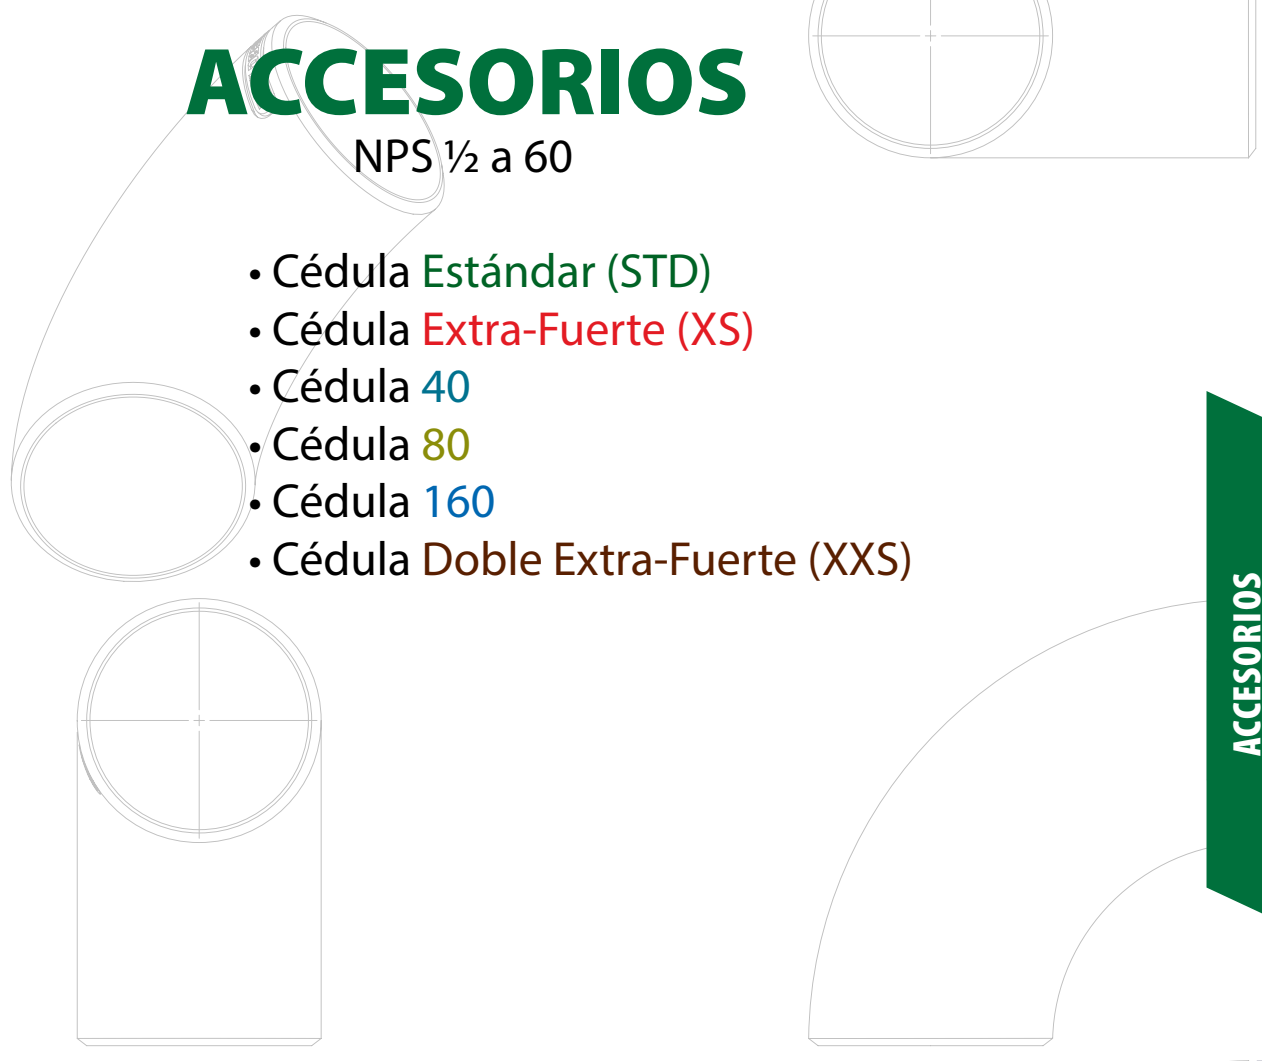 ACCESORIOS
NPS ½ a 60
• Cédula Estándar (STD)
• Cédula Extra-Fuerte (XS)
• Cédula 40
• Cédula 80
• Cédula 160
• Cédula Doble Extra-Fuerte (XXS)
ACCESORIOS